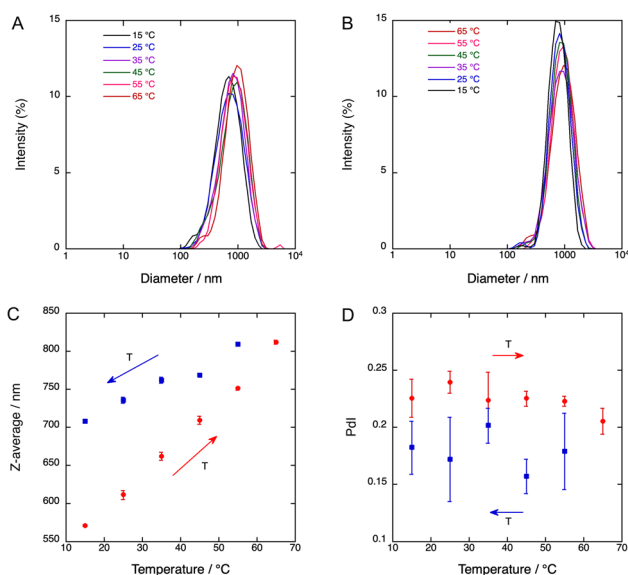 A
Intensity (%)
15
10
5
0
15 °C
25 °C
35 °C
45 °C
55 °C
65 °C
1
10
100
1000
10⁴
Diameter / nm
B
Intensity (%)
15
10
5
0
65 °C
55 °C
45 °C
35 °C
25 °C
15 °C
1
10
100
1000
10⁴
Diameter / nm
C
Z-average / nm
850
800
750
700
650
600
550
T
T
10
20
30
40
50
60
70
Temperature / °C
D
PdI
0.3
0.25
0.2
0.15
0.1
T
T
10
20
30
40
50
60
70
Temperature / °C